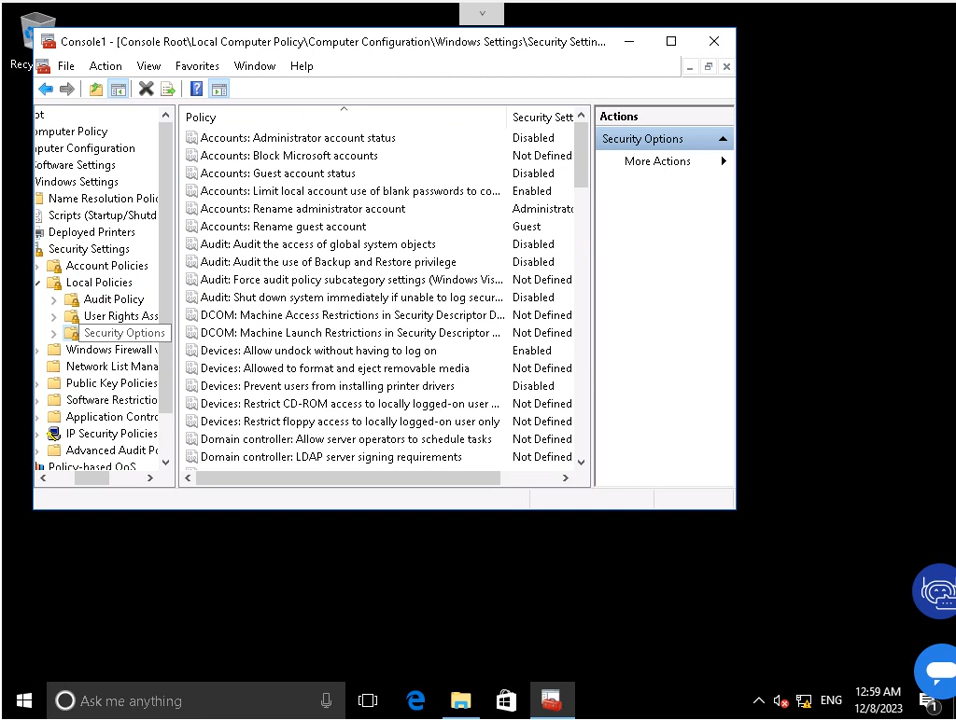 Recy
Console1 - [Console Root\Local Computer Policy\Computer Configuration\Windows Settings\Security Settin...
File Action View Favorites Window Help
ot
omputer Policy
mputer Configuration
oftware Settings
Windows Settings
Name Resolution Polic
Scripts (Startup/Shutd
Deployed Printers
Security Settings
Account Policies
Local Policies
Audit Policy
User Rights Ass
Security Options
Windows Firewall
Network List Mana
Public Key Policies
Software Restrictio
Application Contro
IP Security Policies
Advanced Audit Po
Policy-based QoS
Policy Security Sett
Accounts: Administrator account status Disabled
Accounts: Block Microsoft accounts Not Defined
Accounts: Guest account status Disabled
Accounts: Limit local account use of blank passwords to co... Enabled
Accounts: Rename administrator account Administrato
Accounts: Rename guest account Guest
Audit: Audit the access of global system objects Disabled
Audit: Audit the use of Backup and Restore privilege Disabled
Audit: Force audit policy subcategory settings (Windows Vis... Not Defined
Audit: Shut down system immediately if unable to log secur... Disabled
DCOM: Machine Access Restrictions in Security Descriptor D... Not Defined
DCOM: Machine Launch Restrictions in Security Descriptor ... Not Defined
Devices: Allow undock without having to log on Enabled
Devices: Allowed to format and eject removable media Not Defined
Devices: Prevent users from installing printer drivers Disabled
Devices: Restrict CD-ROM access to locally logged-on user ... Not Defined
Devices: Restrict floppy access to locally logged-on user only Not Defined
Domain controller: Allow server operators to schedule tasks Not Defined
Domain controller: LDAP server signing requirements Not Defined
Actions
Security Options
More Actions
Ask me anything
ENG
12:59 AM
12/8/2023
1